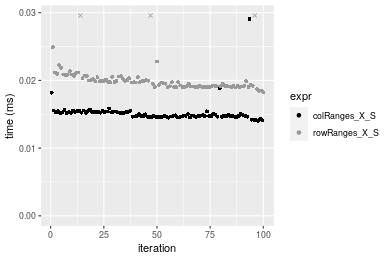 0.03
0.02
0.01
0.00
time (ms)
0
25
50
75
100
iteration
expr
colRanges_X_S
rowRanges_X_S